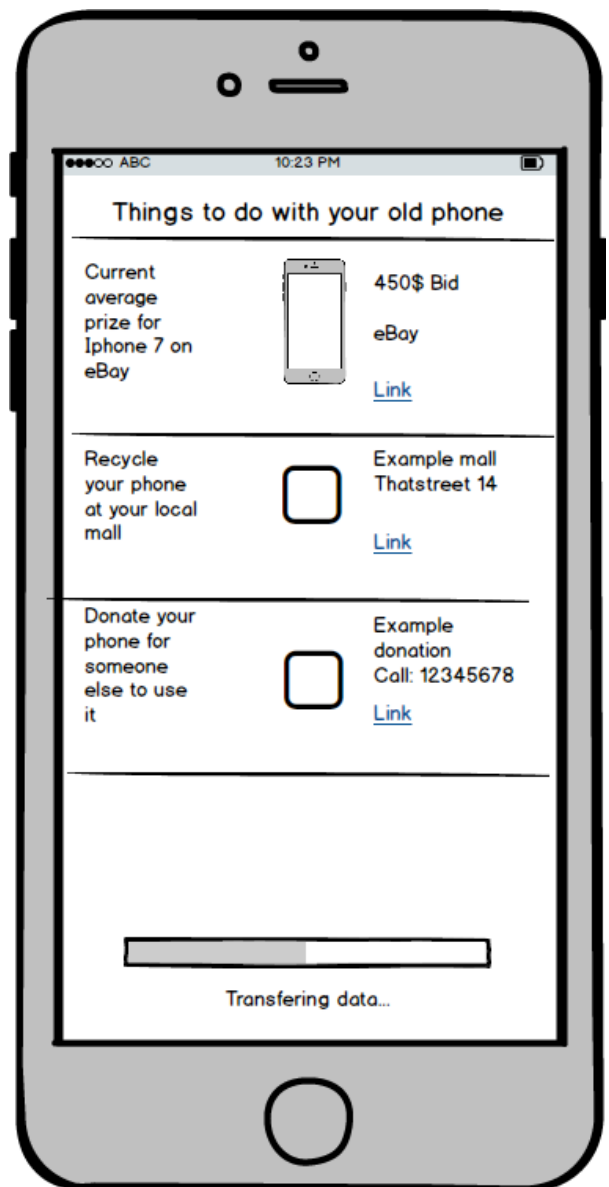 ABC 10:23 PM
Things to do with your old phone
Current
average
prize for
Iphone 7 on
eBay
450$ Bid
eBay
Link
Recycle
your phone
at your local
mall
Example mall
Thatstreet 14
Link
Donate your
phone for
someone
else to use
it
Example
donation
Call: 12345678
Link
Transfering data...